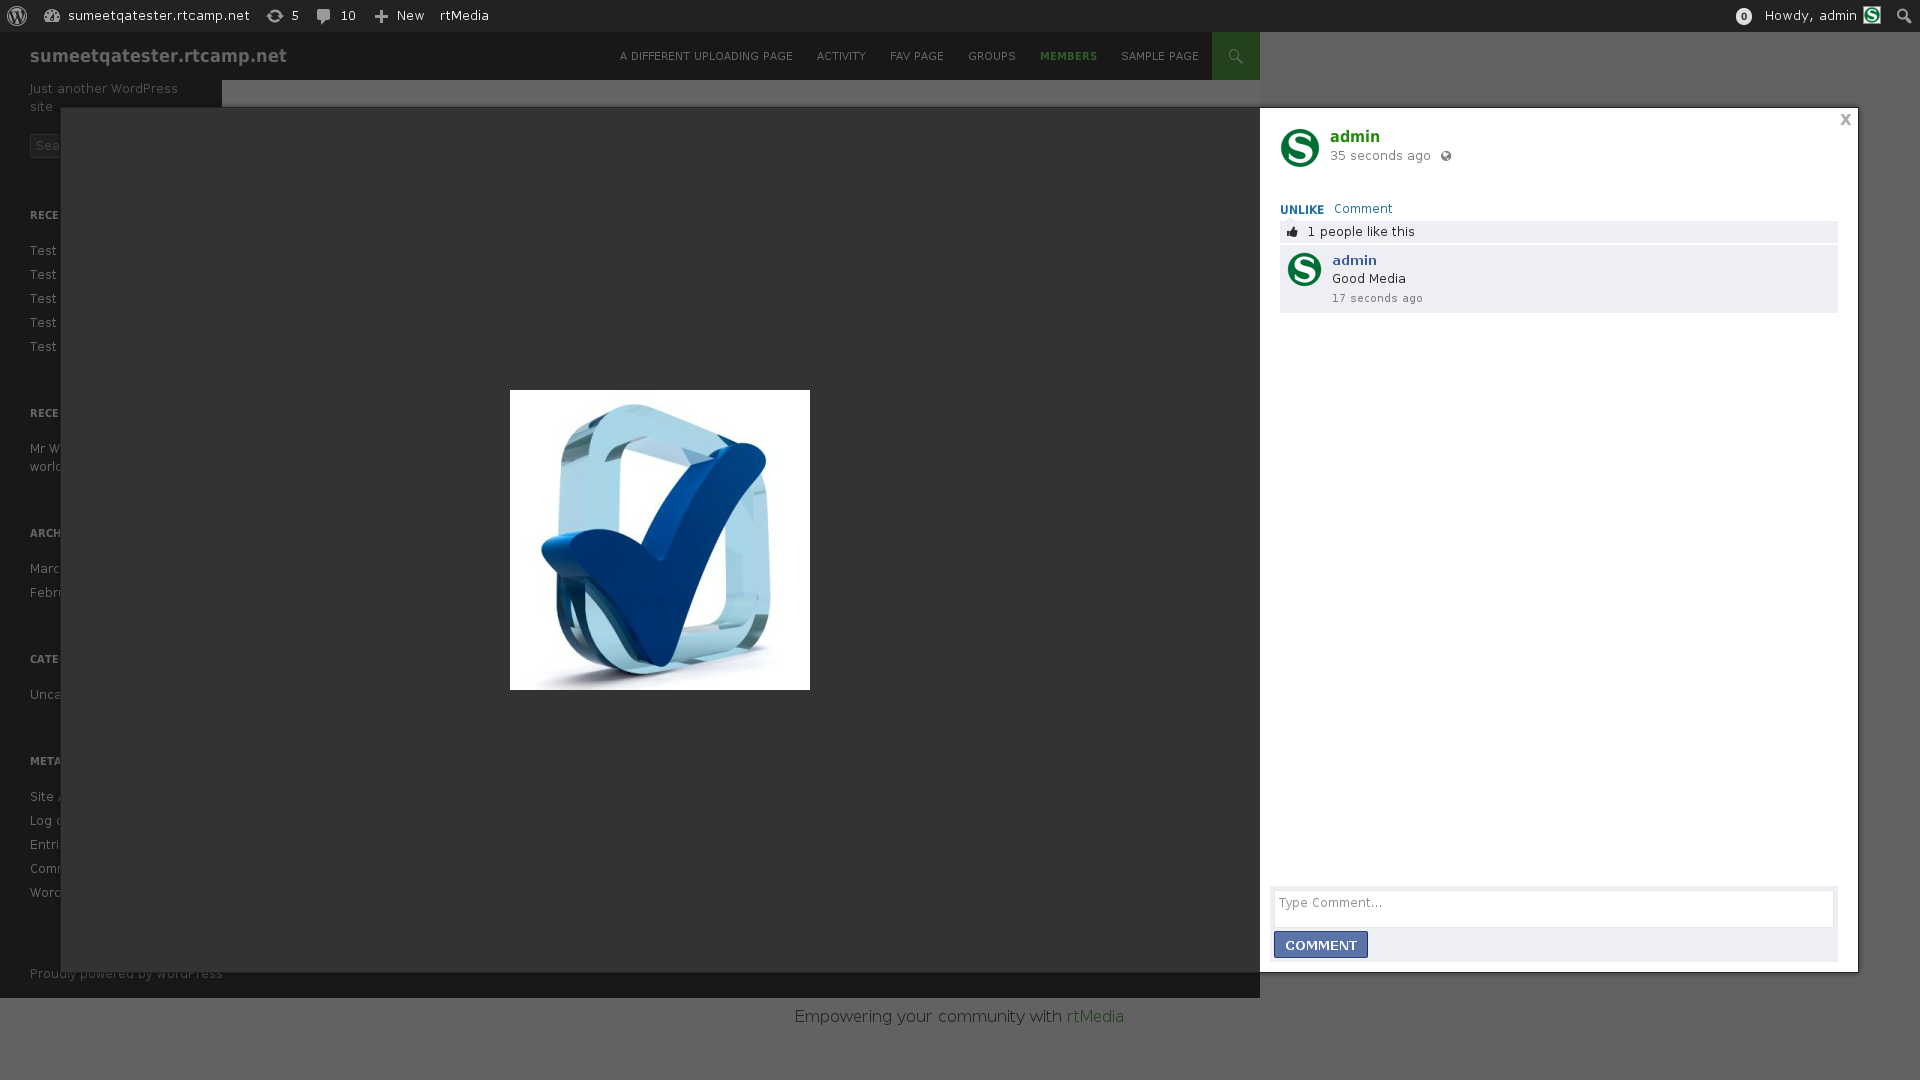 sumeetqatester.rtcamp.net 5 10 New rtMedia 0 Howdy, admin
sumeetqatester.rtcamp.net A DIFFERENT UPLOADING PAGE ACTIVITY FAV PAGE GROUPS MEMBERS SAMPLE PAGE
Just another WordPress
site
Sea
RECE
Test
Test
Test
Test
Test
RECE
Mr W
world
ARCH
Marc
Febru
CATE
Unca
META
Site
Log
Entri
Comm
Word
Proudly powered by WordPress
x
admin
35 seconds ago
UNLIKE Comment
1 people like this
admin
Good Media
17 seconds ago
Type Comment...
COMMENT
Empowering your community with rtMedia